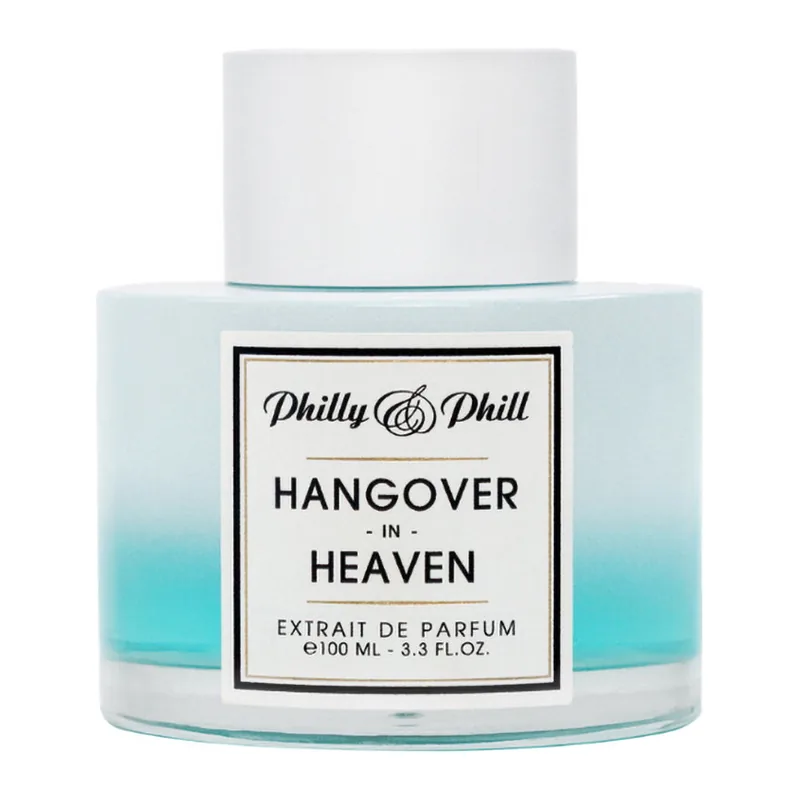 Philly & Phill
HANGOVER
- IN -
HEAVEN
EXTRAIT DE PARFUM
℮100 ML - 3.3 FL.OZ.